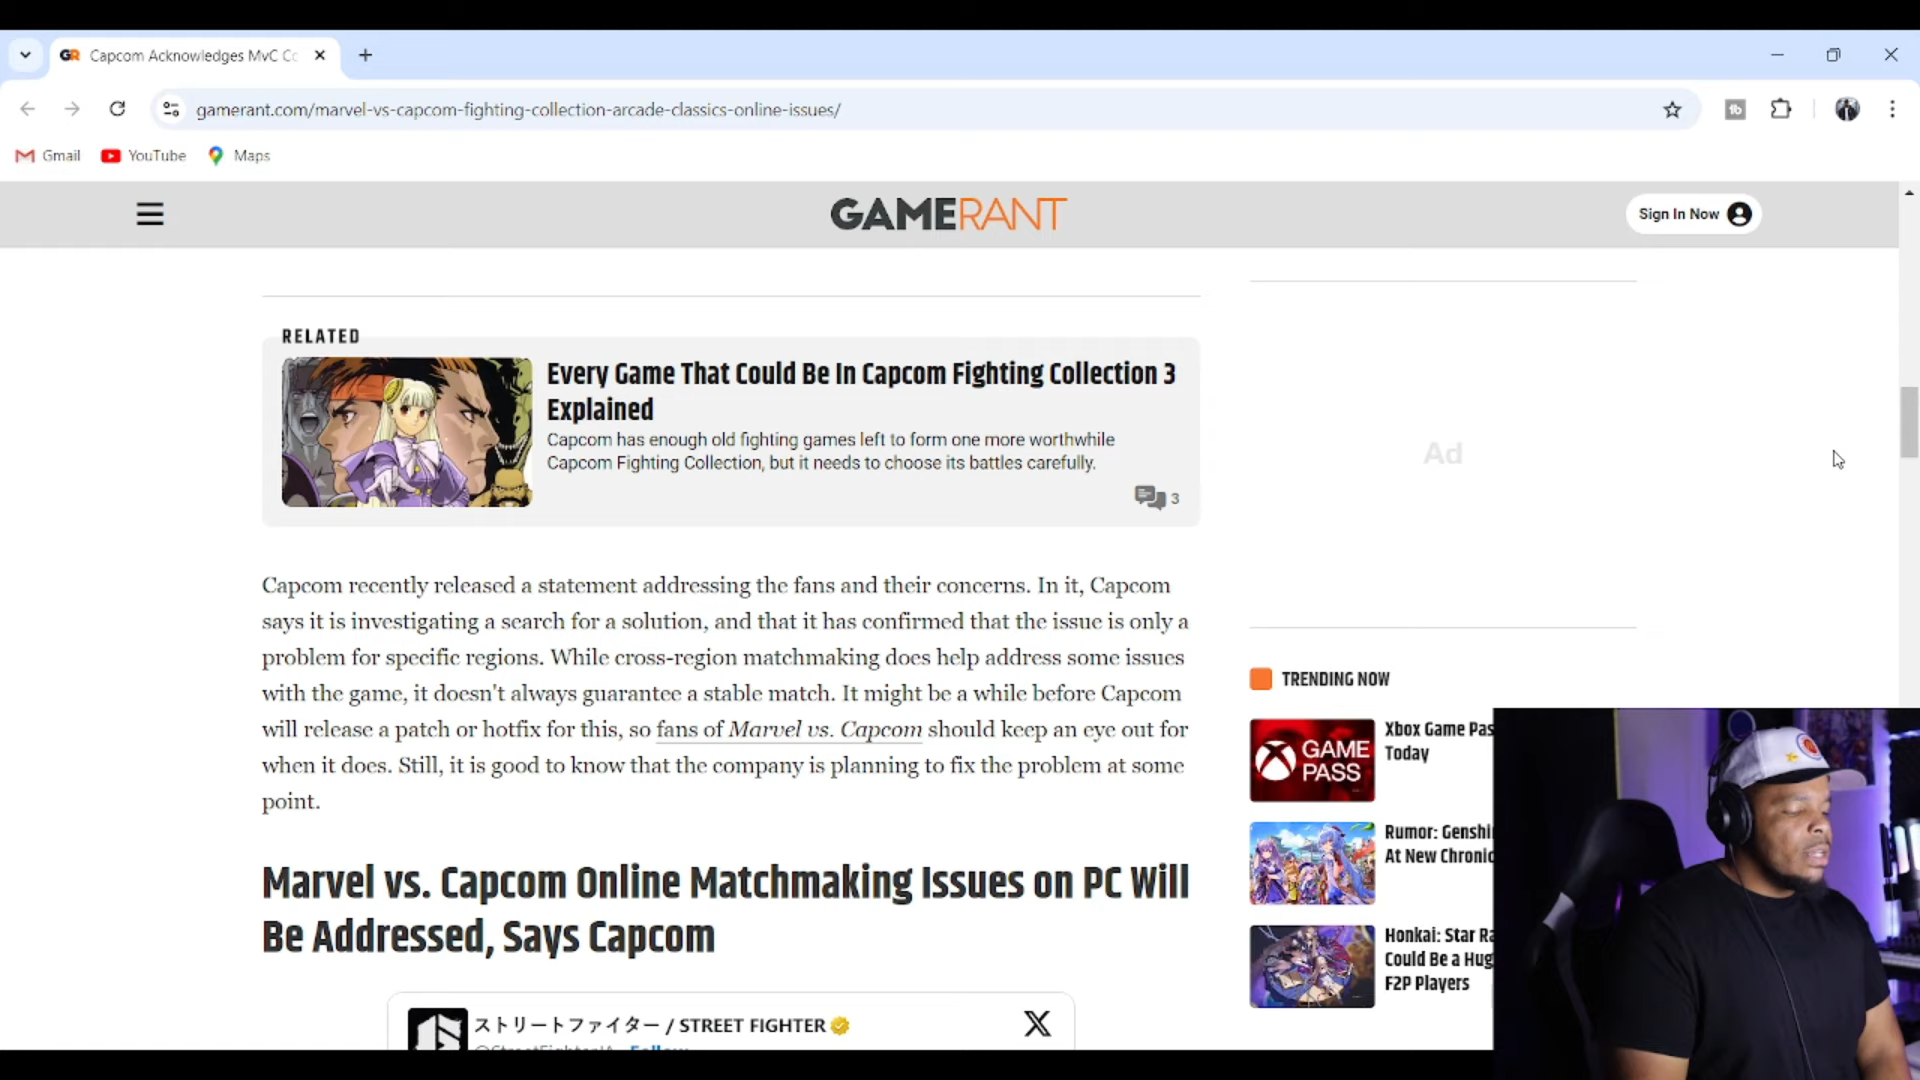 Capcom Acknowledges MvC Co
gamerant.com/marvel-vs-capcom-fighting-collection-arcade-classics-online-issues/
Gmail
YouTube
Maps
GAMERANT
Sign In Now
RELATED
Every Game That Could Be In Capcom Fighting Collection 3
Explained
Capcom has enough old fighting games left to form one more worthwhile
Capcom Fighting Collection, but it needs to choose its battles carefully.
3
Ad
Capcom recently released a statement addressing the fans and their concerns. In it, Capcom
says it is investigating a search for a solution, and that it has confirmed that the issue is only a
problem for specific regions. While cross-region matchmaking does help address some issues
with the game, it doesn't always guarantee a stable match. It might be a while before Capcom
will release a patch or hotfix for this, so fans of Marvel vs. Capcom should keep an eye out for
when it does. Still, it is good to know that the company is planning to fix the problem at some
point.
Marvel vs. Capcom Online Matchmaking Issues on PC Will
Be Addressed, Says Capcom
ストリートファイター / STREET FIGHTER
TRENDING NOW
GAME
PASS
Xbox Game Pas
Today
Rumor: Genshi
At New Chronic
Honkai: Star Ra
Could Be a Hug
F2P Players